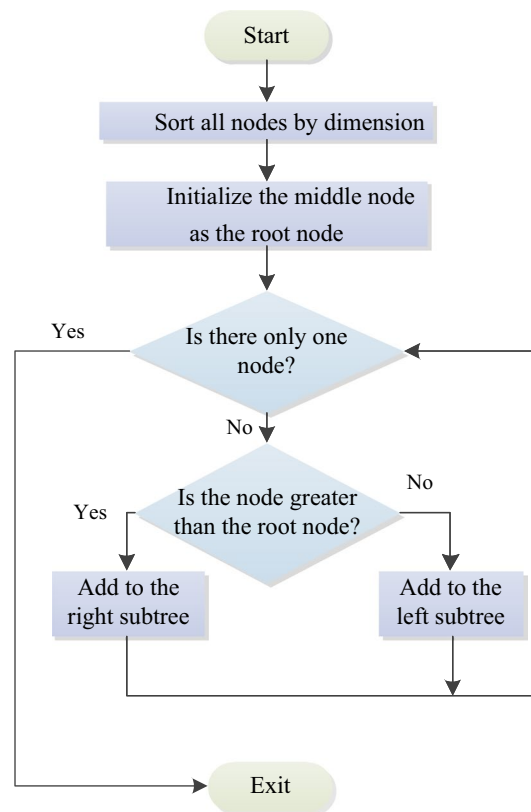 Start
Sort all nodes by dimension
Initialize the middle node
as the root node
Yes
Is there only one
node?
No
Is the node greater
than the root node?
Yes
No
Add to the
right subtree
Add to the
left subtree
Exit